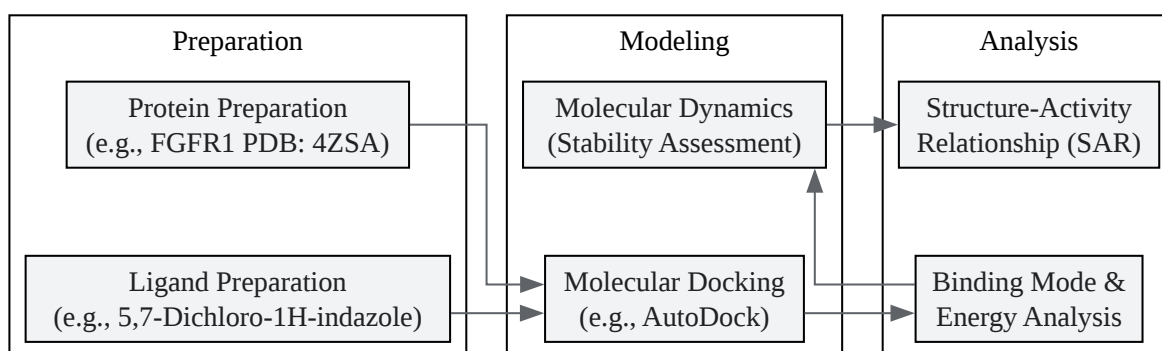 Preparation
Protein Preparation
(e.g., FGFR1 PDB: 4ZSA)
Ligand Preparation
(e.g., 5,7-Dichloro-1H-indazole)
Modeling
Molecular Dynamics
(Stability Assessment)
Molecular Docking
(e.g., AutoDock)
Analysis
Structure-Activity
Relationship (SAR)
Binding Mode &
Energy Analysis